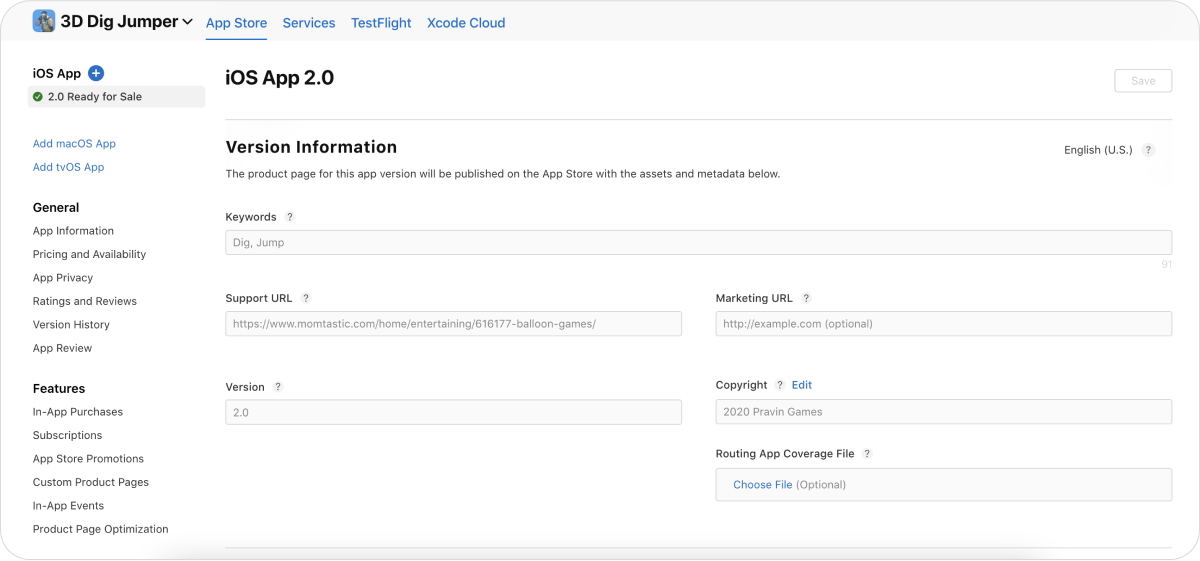 3D Dig Jumper App Store Services TestFlight Xcode Cloud
iOS App
2.0 Ready for Sale
Add macOS App
Add tvOS App
General
App Information
Pricing and Availability
App Privacy
Ratings and Reviews
Version History
App Review
Features
In-App Purchases
Subscriptions
App Store Promotions
Custom Product Pages
In-App Events
Product Page Optimization
iOS App 2.0
Save
Version Information
English (U.S.) ?
The product page for this app version will be published on the App Store with the assets and metadata below.
Keywords ?
Dig, Jump
91
Support URL ?
https://www.momtastic.com/home/entertaining/616177-balloon-games/
Marketing URL ?
http://example.com (optional)
Version ?
2.0
Copyright ? Edit
2020 Pravin Games
Routing App Coverage File ?
Choose File (Optional)